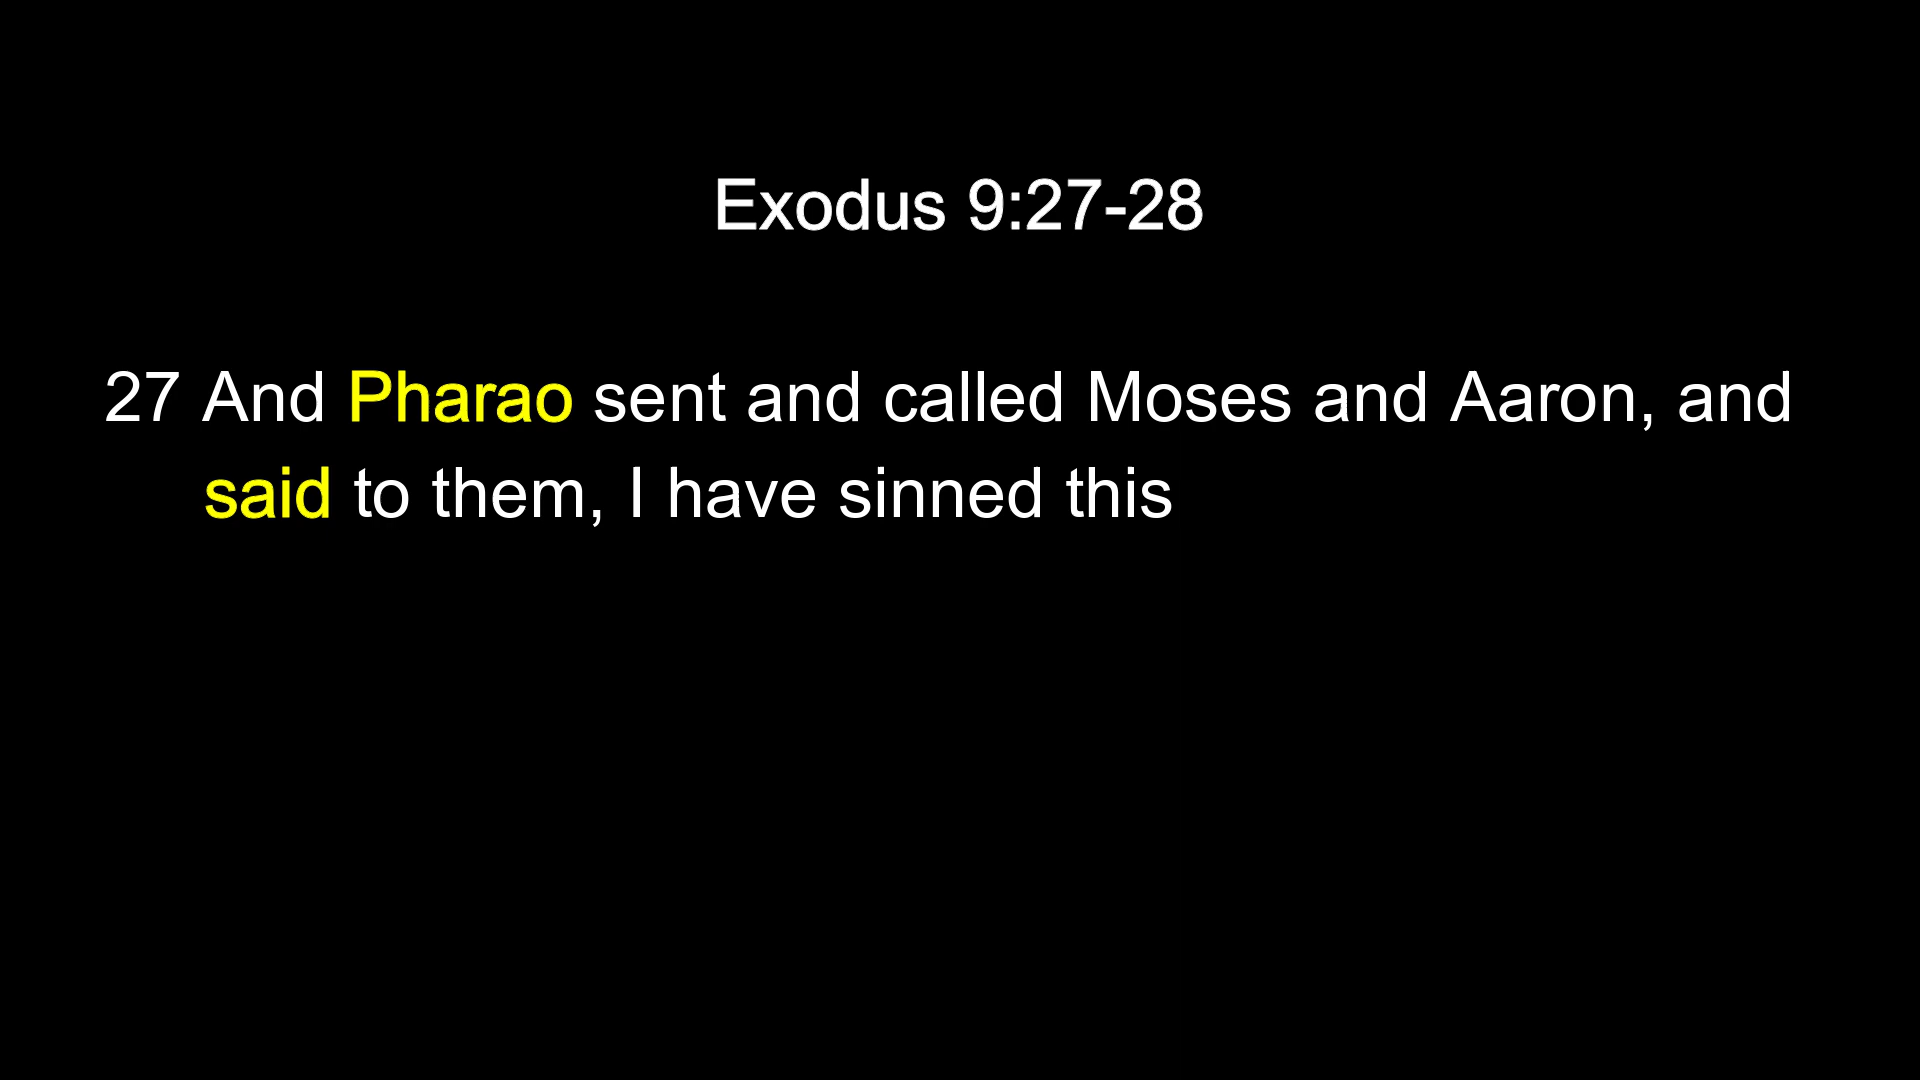 Exodus 9:27-28
27 And Pharao sent and called Moses and Aaron, and
said to them, I have sinned this